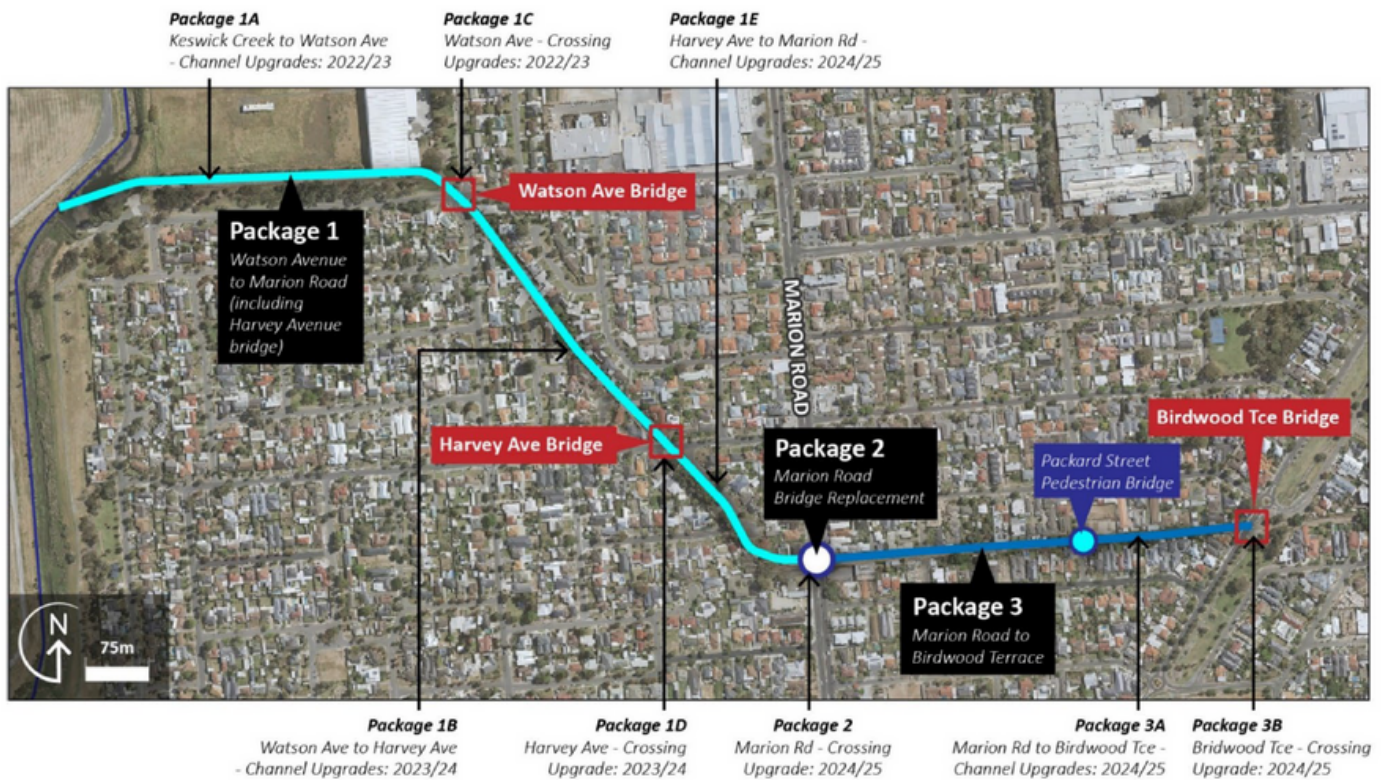 Package 1A
Keswick Creek to Watson Ave
- Channel Upgrades: 2022/23
Package 1C
Watson Ave - Crossing
Upgrades: 2022/23
Package 1E
Harvey Ave to Marion Rd -
Channel Upgrades: 2024/25
Watson Ave Bridge
Package 1
Watson Avenue
to Marion Road
(including
Harvey Avenue
bridge)
MARION ROAD
Harvey Ave Bridge
Package 2
Marion Road
Bridge Replacement
Birdwood Tce Bridge
Packard Street
Pedestrian Bridge
Package 3
Marion Road to
Birdwood Terrace
N
75m
Package 1B
Watson Ave to Harvey Ave
- Channel Upgrades: 2023/24
Package 1D
Harvey Ave - Crossing
Upgrade: 2023/24
Package 2
Marion Rd - Crossing
Upgrade: 2024/25
Package 3A
Marion Rd to Birdwood Tce -
Channel Upgrades: 2024/25
Package 3B
Bridwood Tce - Crossing
Upgrade: 2024/25